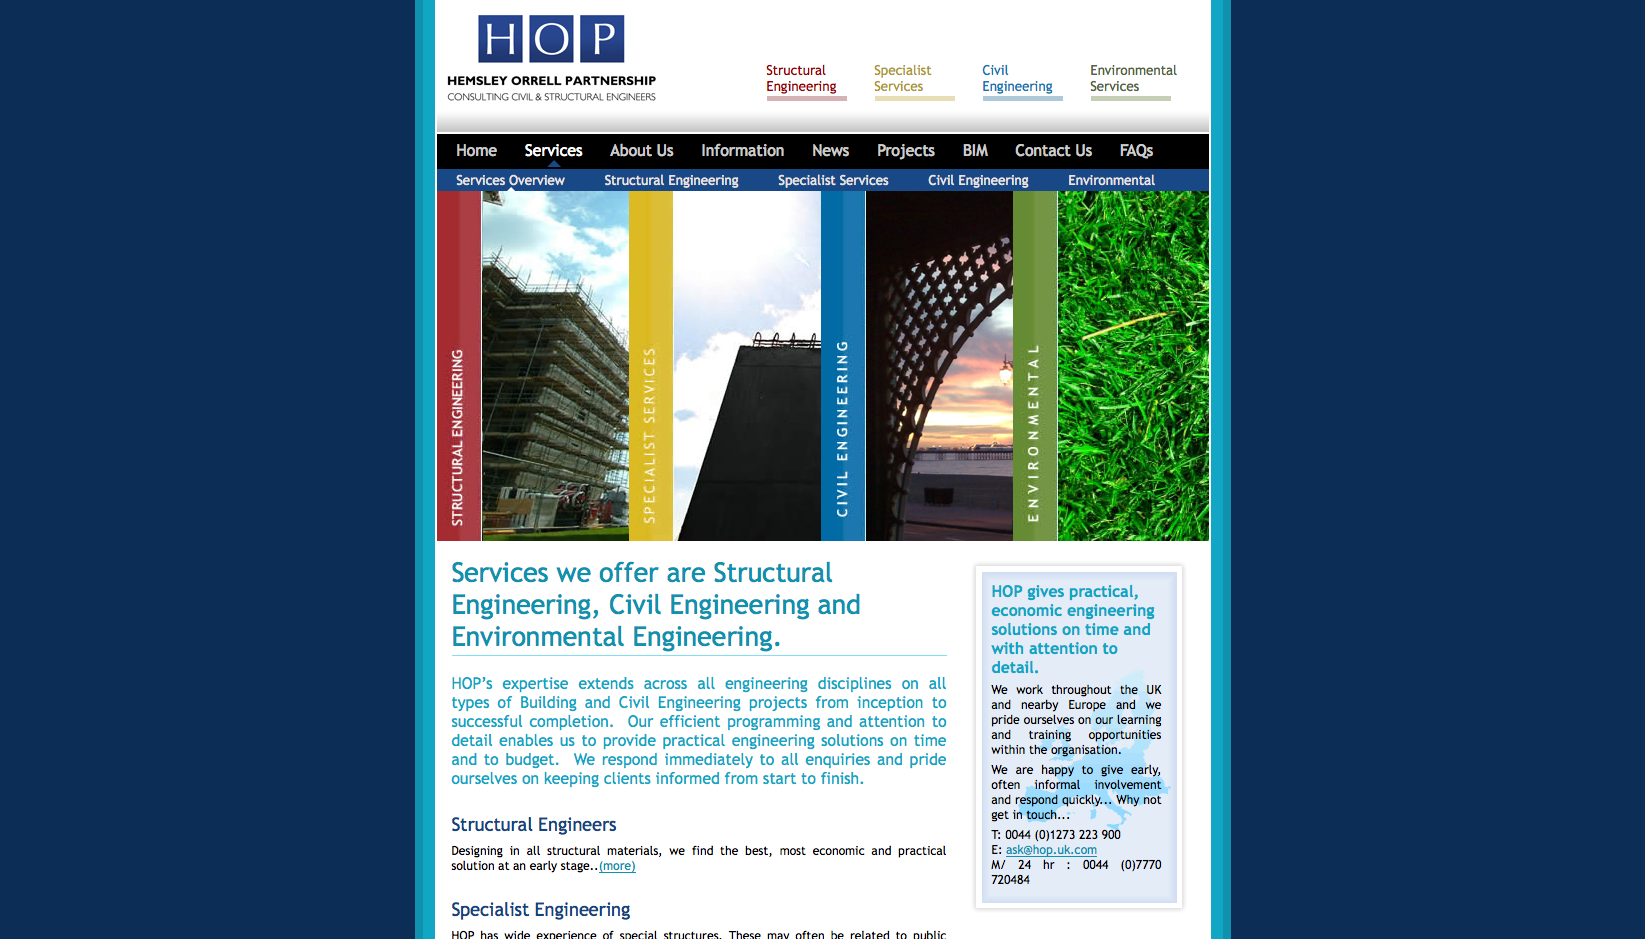 HOP
HEMSLEY ORRELL PARTNERSHIP
CONSULTING CIVIL & STRUCTURAL ENGINEERS
Structural
Engineering
Specialist
Services
Civil
Engineering
Environmental
Services
Home Services About Us Information News Projects BIM Contact Us FAQs
Services Overview Structural Engineering Specialist Services Civil Engineering Environmental
STRUCTURAL ENGINEERING
SPECIALIST SERVICES
CIVIL ENGINEERING
ENVIRONMENTAL
Services we offer are Structural
Engineering, Civil Engineering and
Environmental Engineering.
HOP's expertise extends across all engineering disciplines on all
types of Building and Civil Engineering projects from inception to
successful completion. Our efficient programming and attention to
detail enables us to provide practical engineering solutions on time
and to budget. We respond immediately to all enquiries and pride
ourselves on keeping clients informed from start to finish.
Structural Engineers
Designing in all structural materials, we find the best, most economic and practical
solution at an early stage..(more)
Specialist Engineering
HOP has wide experience of special structures. These may often be related to public
HOP gives practical,
economic engineering
solutions on time and
with attention to
detail.
We work throughout the UK
and nearby Europe and we
pride ourselves on our learning
and training opportunities
within the organisation.
We are happy to give early,
often informal involvement
and respond quickly... Why not
get in touch...
T: 0044 (0)1273 223 900
E: ask@hop.uk.com
M/ 24 hr : 0044 (0)7770
720484